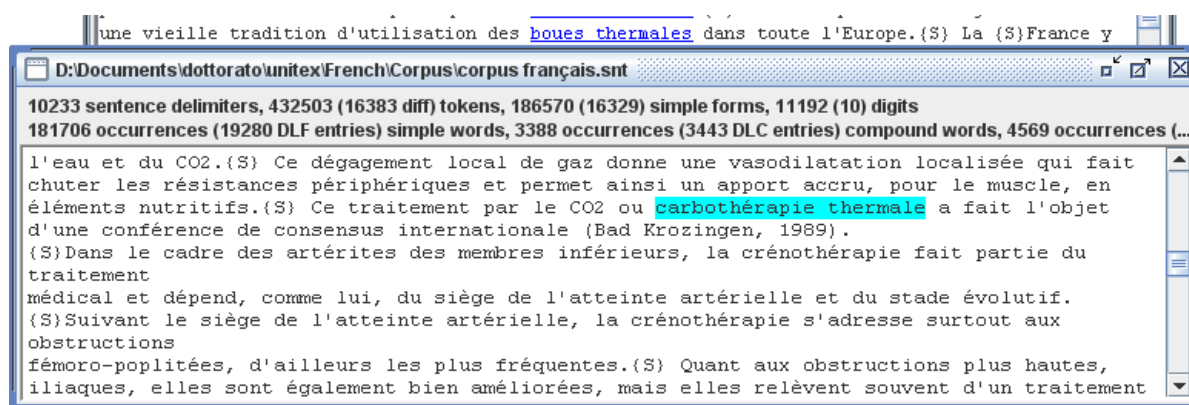 une vieille tradition d'utilisation des boues thermales dans toute l'Europe.{S} La {S}France y
D:\Documents\dottorato\unitex\French\Corpus\corpus français.snt
10233 sentence delimiters, 432503 (16383 diff) tokens, 186570 (16329) simple forms, 11192 (10) digits
181706 occurrences (19280 DLF entries) simple words, 3388 occurrences (3443 DLC entries) compound words, 4569 occurrences (...
l'eau et du CO2.{S} Ce dégagement local de gaz donne une vasodilatation localisée qui fait
chuter les résistances périphériques et permet ainsi un apport accru, pour le muscle, en
éléments nutritifs.{S} Ce traitement par le CO2 ou carbothérapie thermale a fait l'objet
d'une conférence de consensus internationale (Bad Krozingen, 1989).
{S}Dans le cadre des artérites des membres inférieurs, la crénothérapie fait partie du
traitement
médical et dépend, comme lui, du siège de l'atteinte artérielle et du stade évolutif.
{S}Suivant le siège de l'atteinte artérielle, la crénothérapie s'adresse surtout aux
obstructions
fémoro-poplitées, d'ailleurs les plus fréquentes.{S} Quant aux obstructions plus hautes,
iliaques, elles sont également bien améliorées, mais elles relèvent souvent d'un traitement